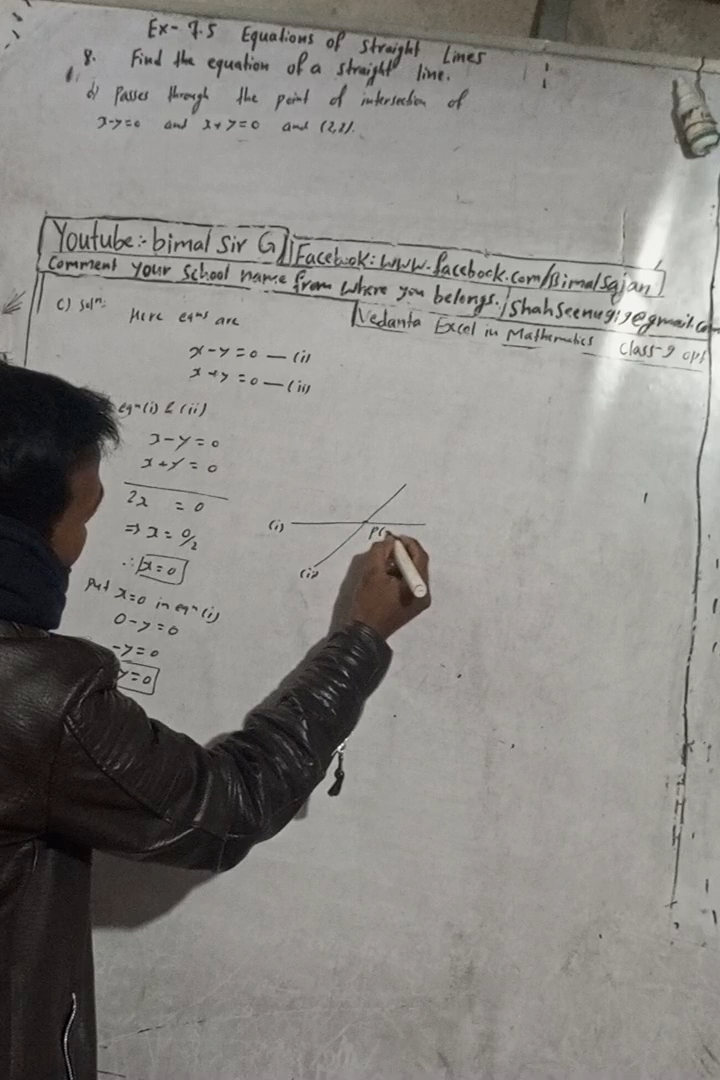 Ex- 7.5 Equations of straight Lines
8. Find the equation of a straight line.
d) Passes through the point of intersection of
x-y=0 and x+y=0 and (2,2).
Youtube:- bimal Sir G
Facebook: www.facebook.com/Bimalsajan
Comment your school name from where you belongs.
Vedanta Excel in Mathematics Class-9 opt
c) solⁿ:
Here eqⁿs are
x-y=0 — (i)
x+y=0 — (ii)
eqⁿ(i) & (ii)
x-y=0
x+y=0
2x =0
=> x = 0/2
∴ x=0
Put x=0 in eqⁿ(i)
0-y=0
-y=0
y=0
(i)
P(
(ii)